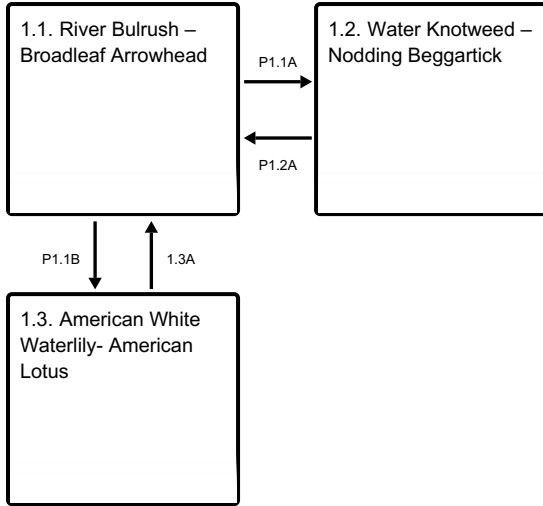 1.1. River Bulrush –
Broadleaf Arrowhead
P1.1A
1.2. Water Knotweed –
Nodding Beggartick
P1.2A
P1.1B
1.3A
1.3. American White
Waterlily- American
Lotus